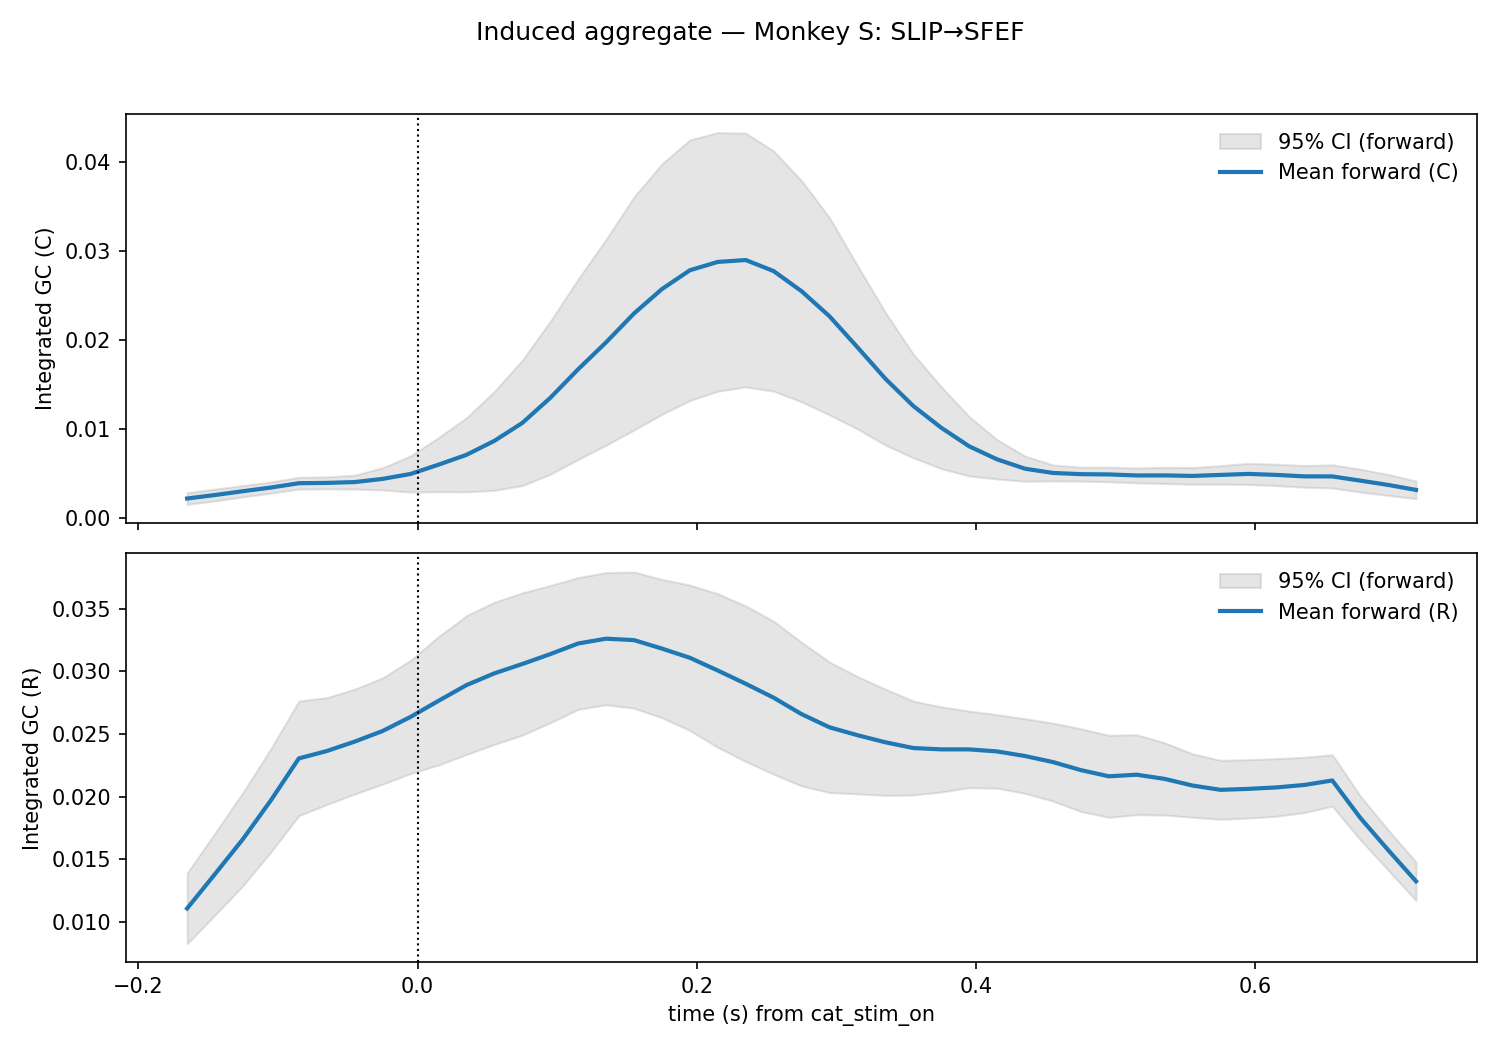 Induced aggregate — Monkey S: SLIP→SFEF
Integrated GC (C)
0.04
0.03
0.02
0.01
0.00
95% CI (forward)
Mean forward (C)
Integrated GC (R)
0.035
0.030
0.025
0.020
0.015
0.010
95% CI (forward)
Mean forward (R)
−0.2 0.0 0.2 0.4 0.6
time (s) from cat_stim_on